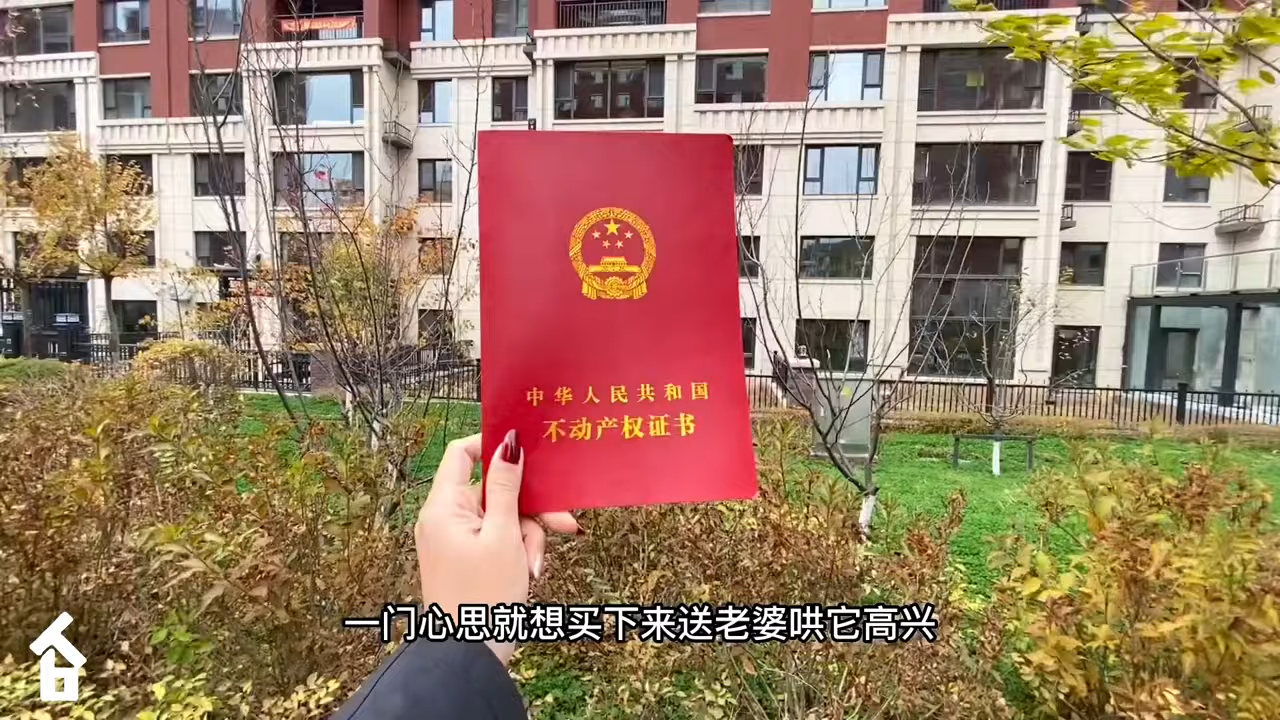 中华人民共和国
不动产权证书
一门心思就想买下来送老婆哄它高兴